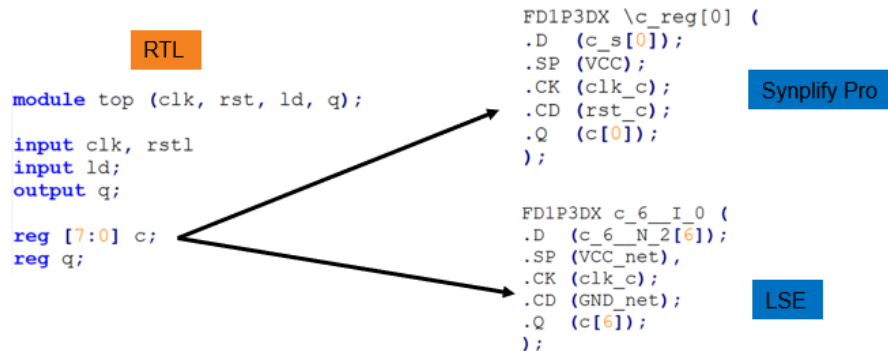 RTL
module top (clk, rst, ld, q);
input clk, rstl
input ld;
output q;
reg [7:0] c;
reg q;
FD1P3DX \c_reg[0] (
.D (c_s[0]);
.SP (VCC);
.CK (clk_c);
.CD (rst_c);
.Q (c[0]);
);
Synplify Pro
FD1P3DX c_6__I_0 (
.D (c_6__N_2[6]);
.SP (VCC_net),
.CK (clk_c);
.CD (GND_net);
.Q (c[6]);
);
LSE